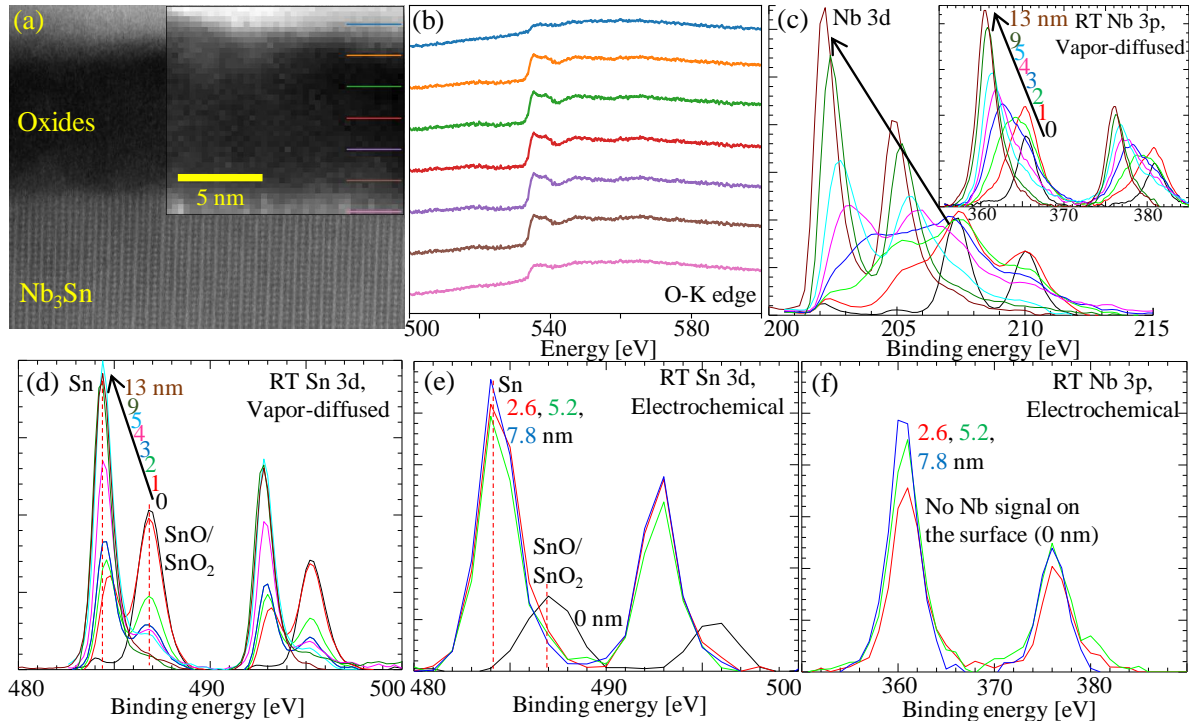 (a)
Oxides
5 nm
Nb3Sn
(b)
O-K edge
500
540
580
Energy [eV]
(c)
Nb 3d
13 nm
9
5
4
3
2
1
0
RT Nb 3p,
Vapor-diffused
360
370
380
200
205
210
215
Binding energy [eV]
(d)
Sn
13 nm
9
5
4
3
2
1
0
RT Sn 3d,
Vapor-diffused
SnO/
SnO2
480
490
500
Binding energy [eV]
(e)
Sn
RT Sn 3d,
Electrochemical
2.6, 5.2,
7.8 nm
SnO/
SnO2
0 nm
480
490
500
Binding energy [eV]
(f)
RT Nb 3p,
Electrochemical
2.6, 5.2,
7.8 nm
No Nb signal on
the surface (0 nm)
360
370
380
Binding energy [eV]